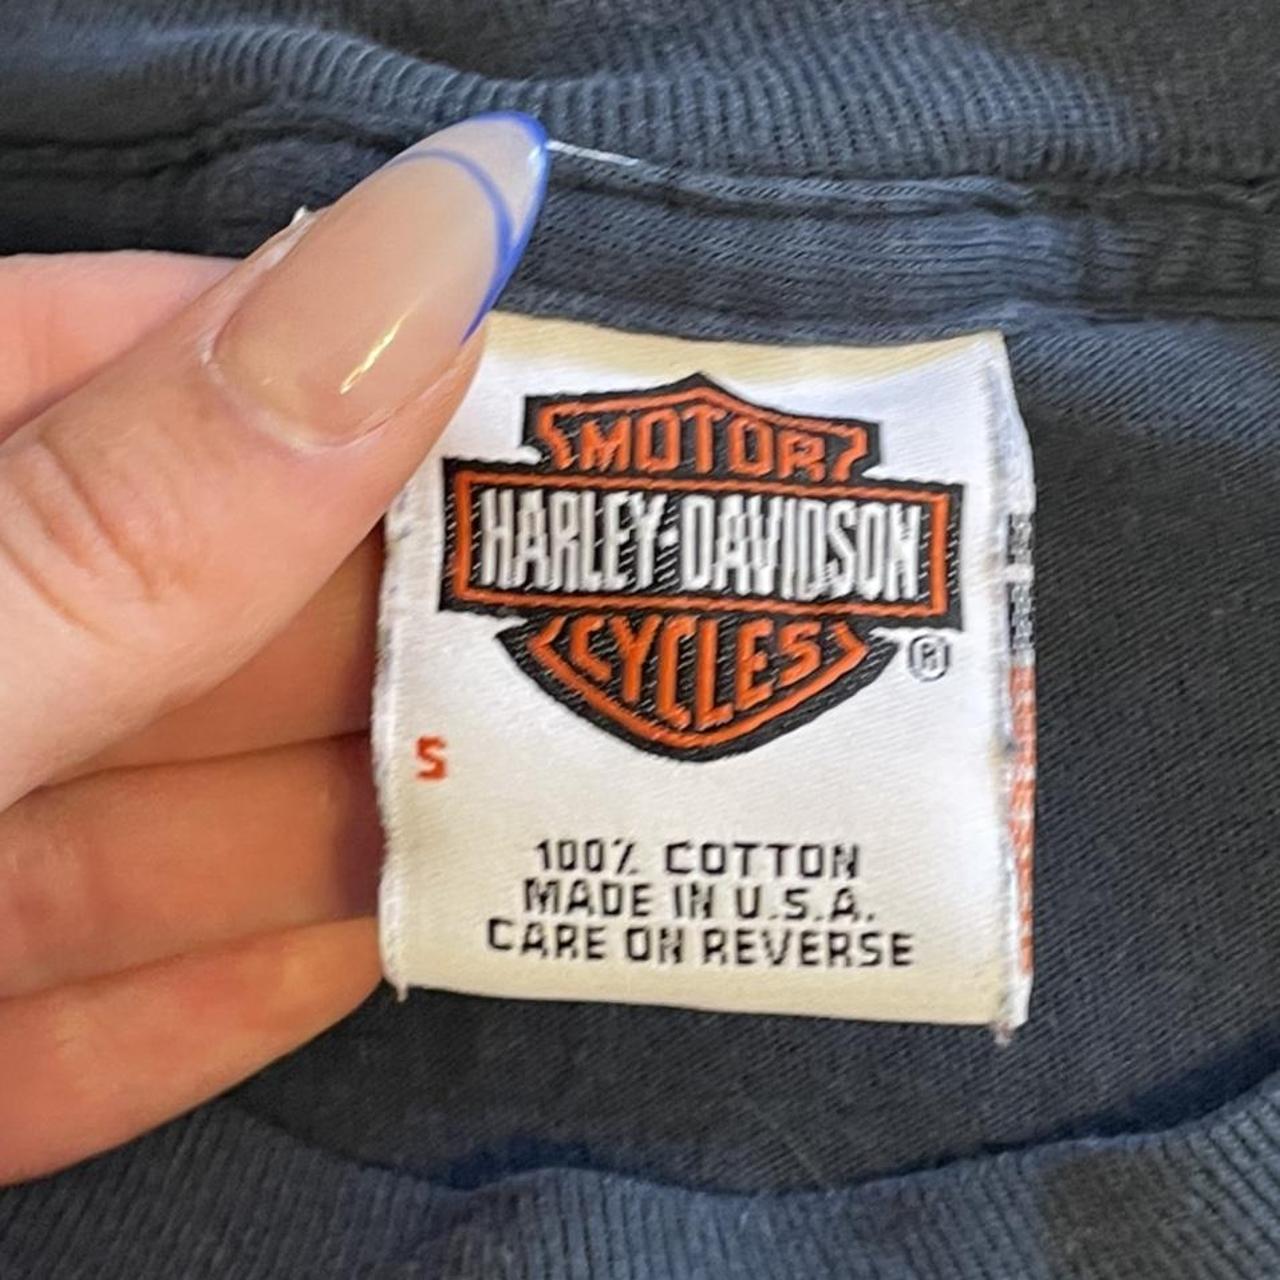 MOTOR
HARLEY-DAVIDSON
CYCLES
®
S
100% COTTON
MADE IN U.S.A.
CARE ON REVERSE